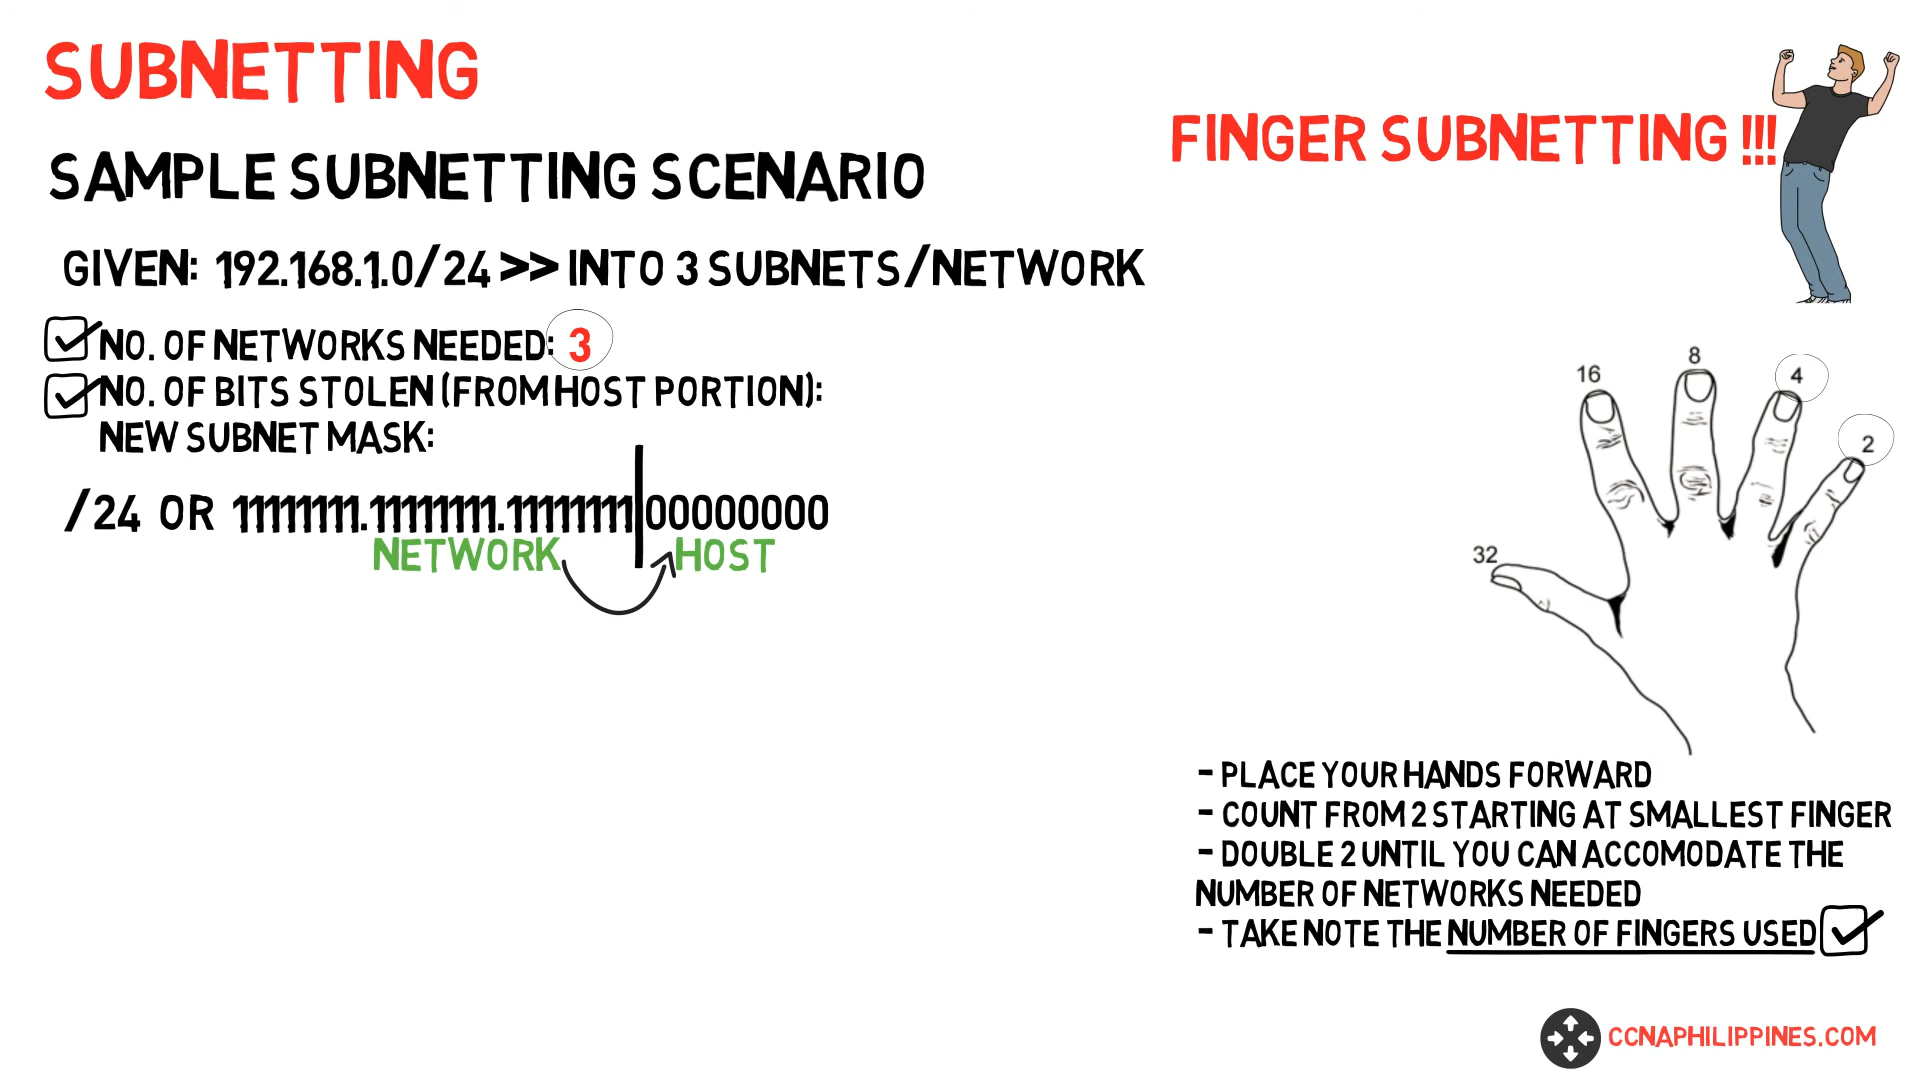 SUBNETTING
FINGER SUBNETTING !!!
SAMPLE SUBNETTING SCENARIO
GIVEN: 192.168.1.0/24 >> INTO 3 SUBNETS/NETWORK
NO. OF NETWORKS NEEDED: 3
NO. OF BITS STOLEN (FROM HOST PORTION):
NEW SUBNET MASK:
/24 OR 11111111.11111111.11111111 00000000
NETWORK HOST
16 8 4 2
32
- PLACE YOUR HANDS FORWARD
- COUNT FROM 2 STARTING AT SMALLEST FINGER
- DOUBLE 2 UNTIL YOU CAN ACCOMODATE THE
NUMBER OF NETWORKS NEEDED
- TAKE NOTE THE NUMBER OF FINGERS USED
CCNAPHILIPPINES.COM